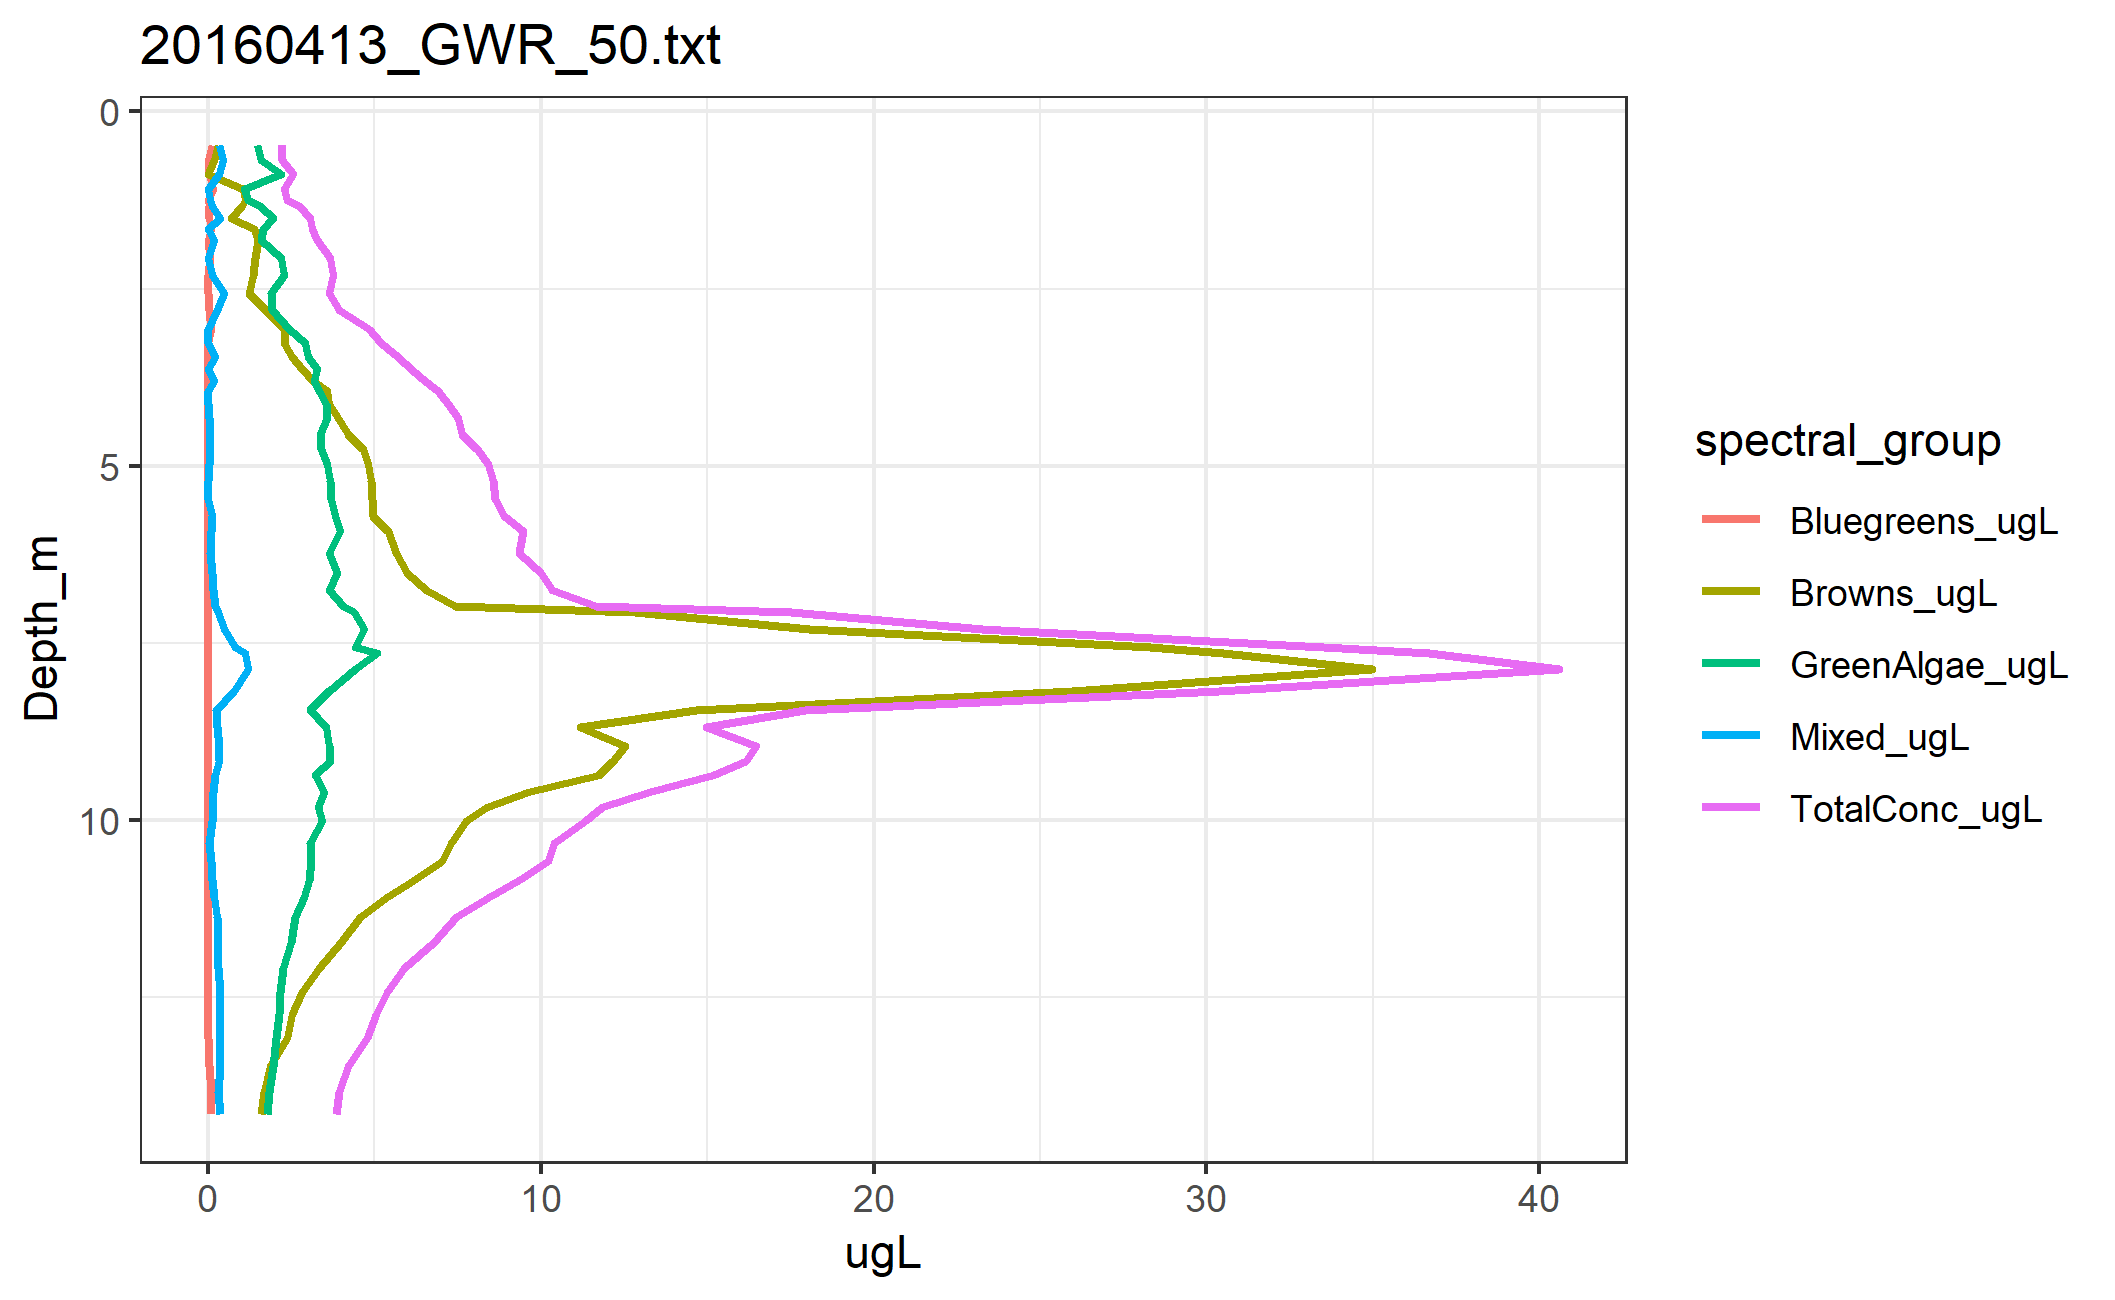 20160413_GWR_50.txt
0
5
10
Depth_m
0
10
20
30
40
ugL
spectral_group
Bluegreens_ugL
Browns_ugL
GreenAlgae_ugL
Mixed_ugL
TotalConc_ugL